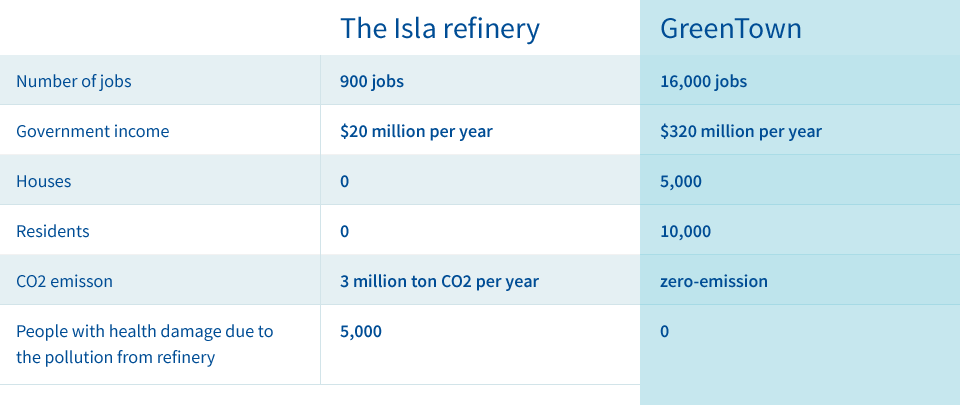 The Isla refinery GreenTown
Number of jobs 900 jobs 16,000 jobs
Government income $20 million per year $320 million per year
Houses 0 5,000
Residents 0 10,000
CO2 emisson 3 million ton CO2 per year zero-emission
People with health damage due to 5,000 0
the pollution from refinery